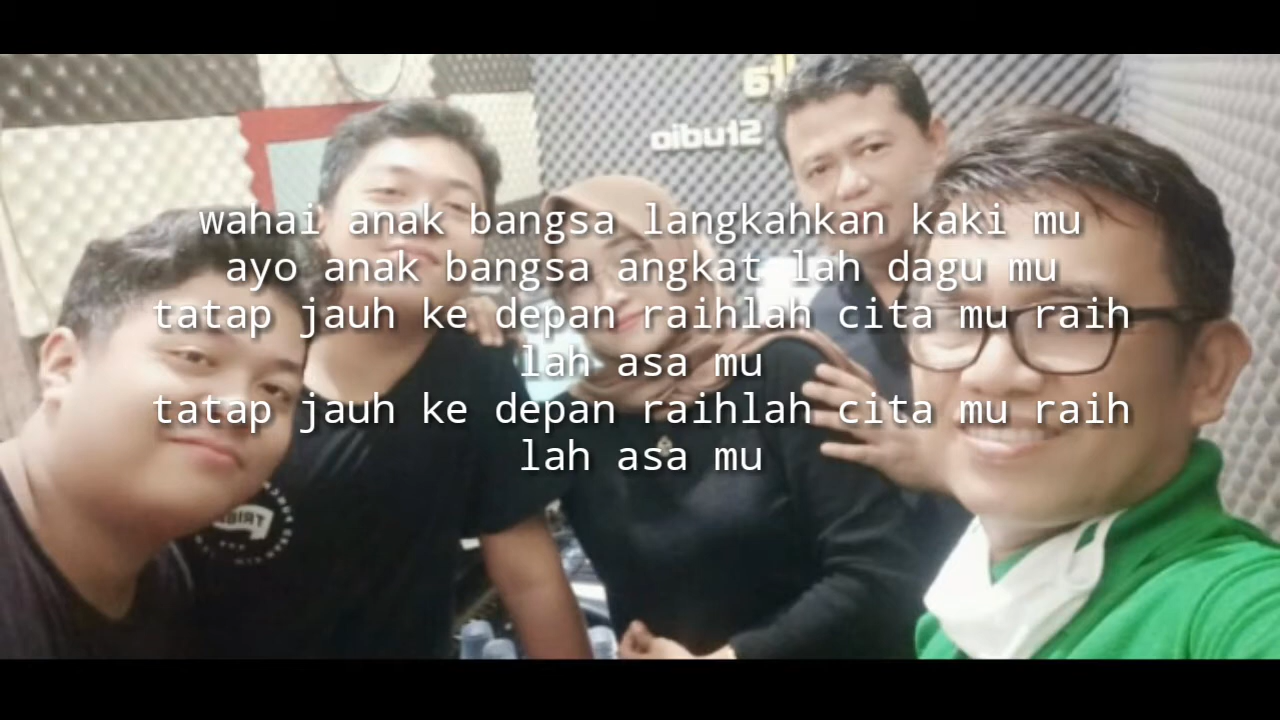 Studio
wahai anak bangsa langkahkan kaki mu
ayo anak bangsa angkat lah dagu mu
tatap jauh ke depan raihlah cita mu raih
lah asa mu
tatap jauh ke depan raihlah cita mu raih
lah asa mu